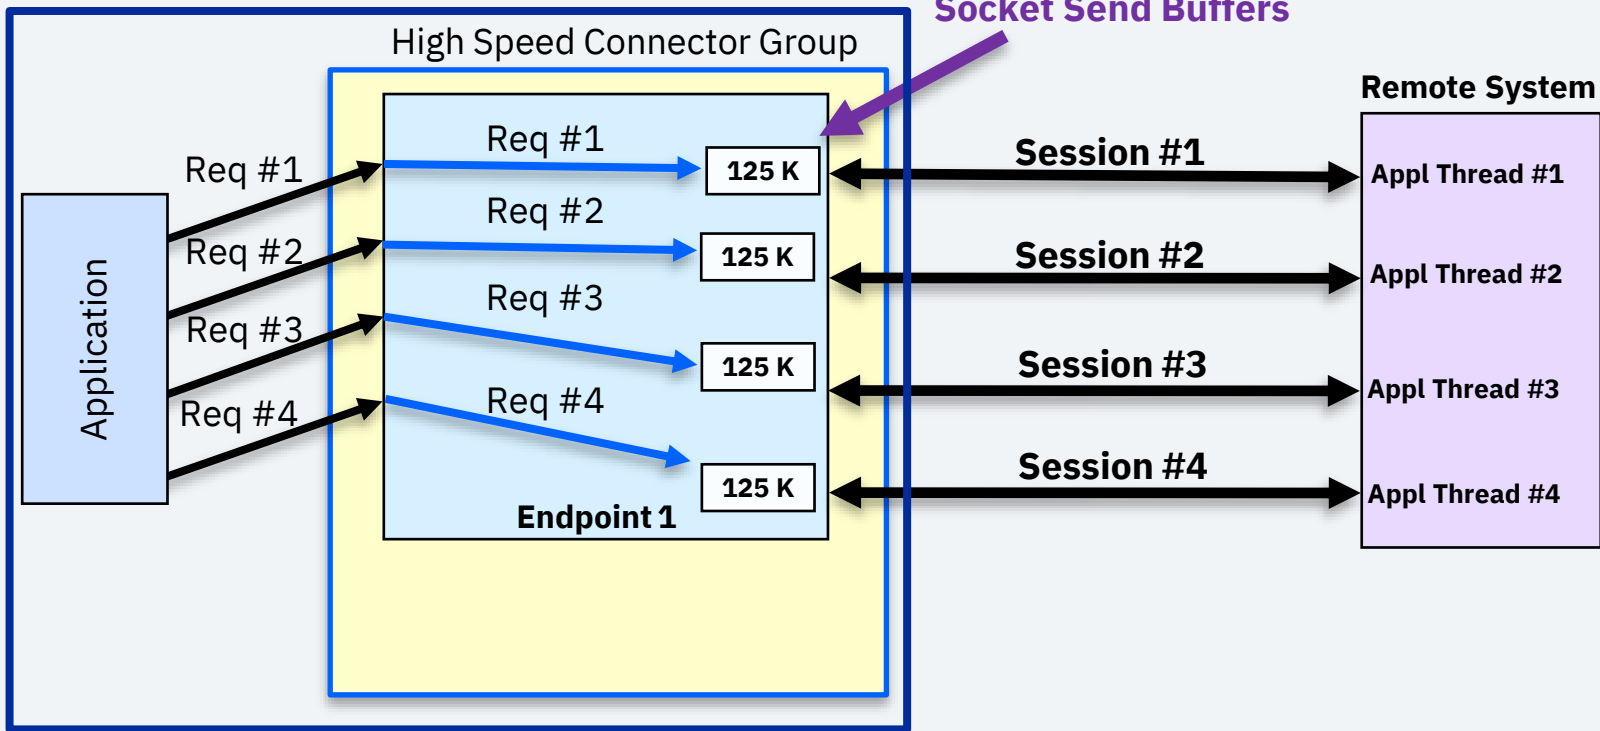 Socket Send Buffers
High Speed Connector Group
Remote System
Req #1
Req #1
125 K
Session #1
Appl Thread #1
Req #2
Req #2
125 K
Session #2
Appl Thread #2
Application
Req #3
Req #3
125 K
Session #3
Appl Thread #3
Req #4
Req #4
125 K
Session #4
Appl Thread #4
Endpoint 1